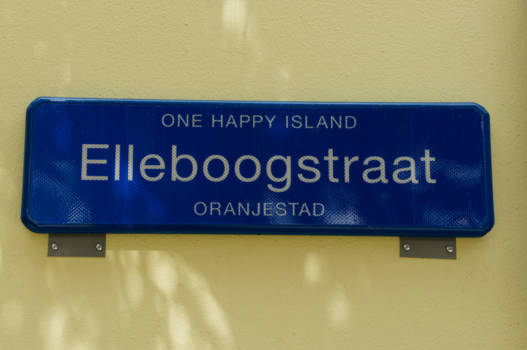 ONE HAPPY ISLAND
Elleboogstraat
ORANJESTAD